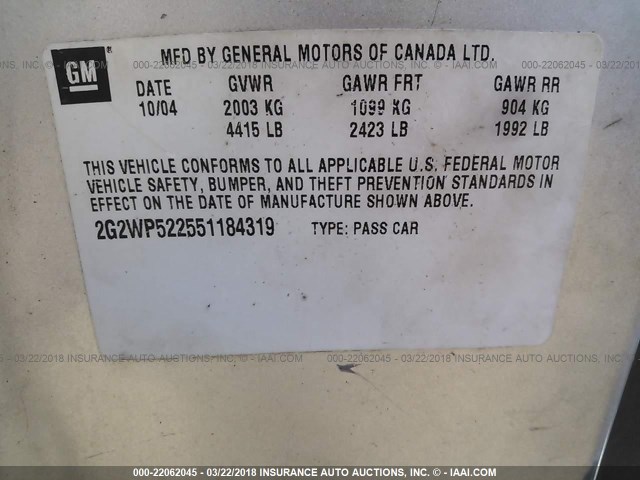 GM
MFD BY GENERAL MOTORS OF CANADA LTD.
DATE GVWR GAWR FRT GAWR RR
10/04 2003 KG 1099 KG 904 KG
4415 LB 2423 LB 1992 LB
THIS VEHICLE CONFORMS TO ALL APPLICABLE U.S. FEDERAL MOTOR
VEHICLE SAFETY, BUMPER, AND THEFT PREVENTION STANDARDS IN
EFFECT ON THE DATE OF MANUFACTURE SHOWN ABOVE.
2G2WP522551184319 TYPE: PASS CAR
000-22062045 - 03/22/2018 INSURANCE AUTO AUCTIONS, INC. - © - IAAI.COM